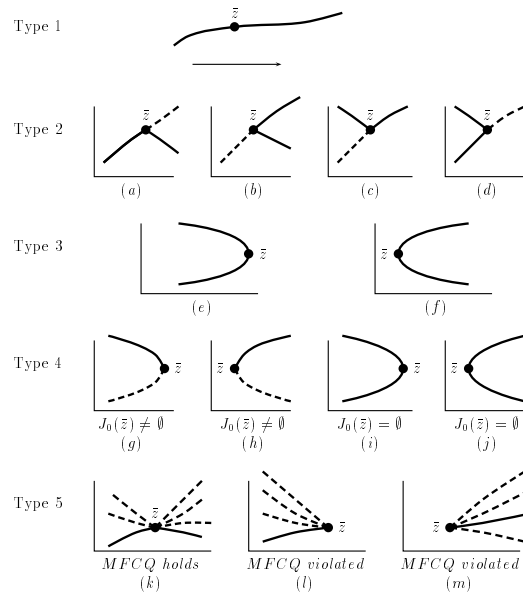 Type 1
z̄
Type 2
z̄ z̄ z̄ z̄
(a) (b) (c) (d)
Type 3
z̄ z̄
(e) (f)
Type 4
z̄ z̄ z̄ z̄
J₀(z̄) ≠ ∅ J₀(z̄) ≠ ∅ J₀(z̄) = ∅ J₀(z̄) = ∅
(g) (h) (i) (j)
Type 5
z̄ z̄ z̄
MFCQ holds MFCQ violated MFCQ violated
(k) (l) (m)